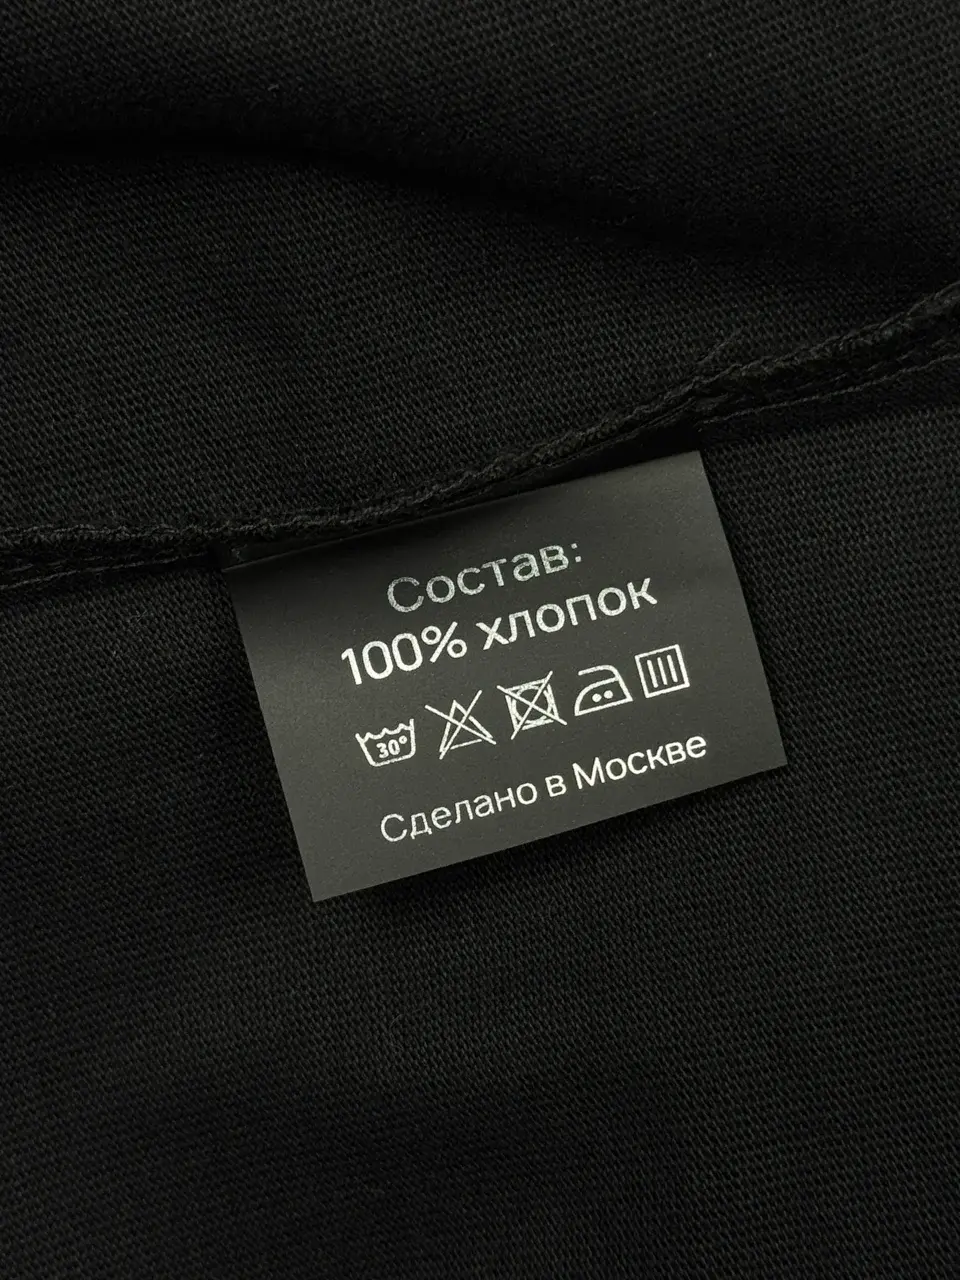 Состав:
100% хлопок
30°
Сделано в Москве